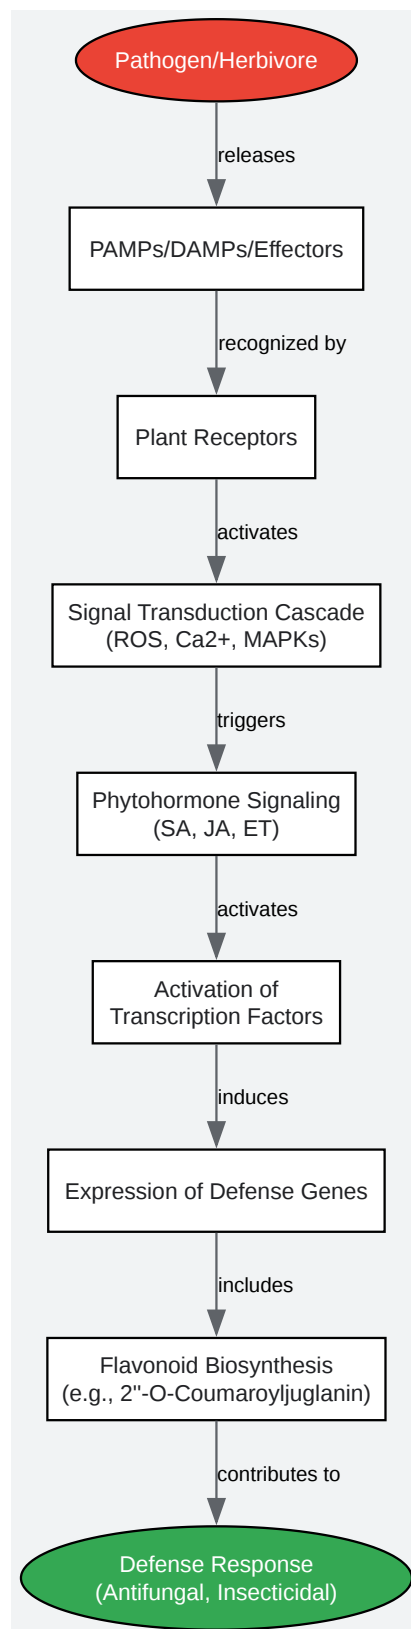 Pathogen/Herbivore
releases
PAMPs/DAMPs/Effectors
recognized by
Plant Receptors
activates
Signal Transduction Cascade
(ROS, Ca2+, MAPKs)
triggers
Phytohormone Signaling
(SA, JA, ET)
activates
Activation of
Transcription Factors
induces
Expression of Defense Genes
includes
Flavonoid Biosynthesis
(e.g., 2"-O-Coumaroyljuglanin)
contributes to
Defense Response
(Antifungal, Insecticidal)